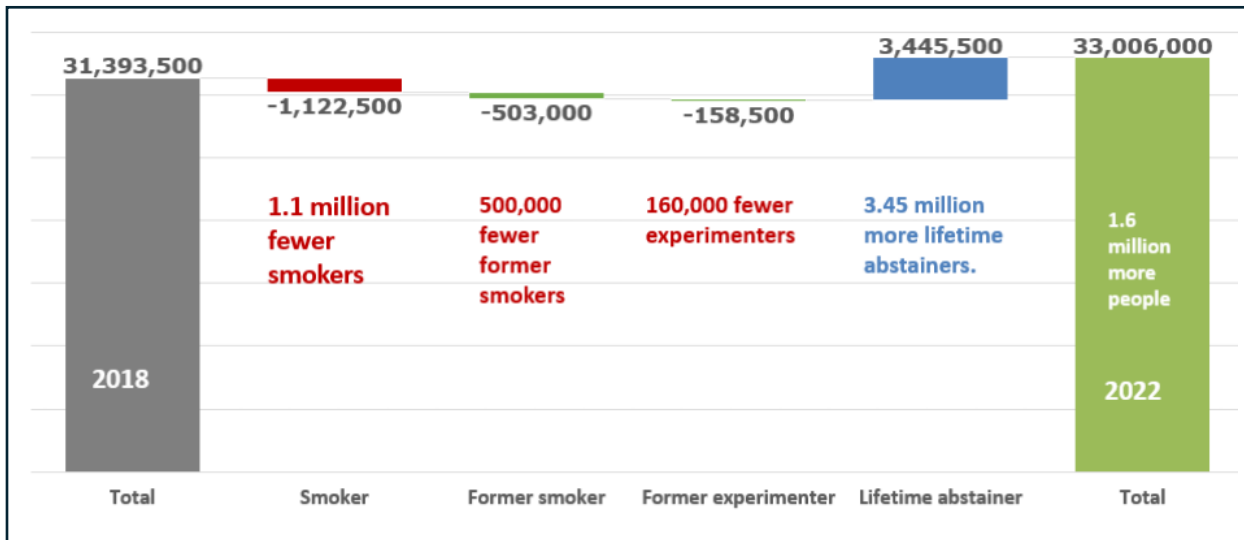 31,393,500
-1,122,500
-503,000
-158,500
3,445,500
33,006,000
1.1 million
fewer
smokers
500,000
fewer
former
smokers
160,000 fewer
experimenters
3.45 million
more lifetime
abstainers.
1.6
million
more
people
2018
2022
Total
Smoker
Former smoker
Former experimenter
Lifetime abstainer
Total